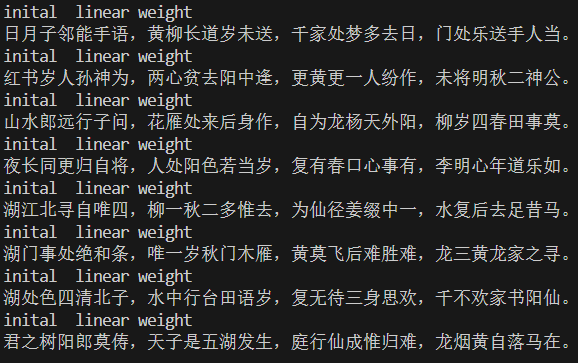 inital  linear weight
日月子邻能手语，黄柳长道岁未送，千家处梦多去日，门处乐送手人当。
inital  linear weight
红书岁人孙神为，两心贫去阳中逢，更黄更一人纷作，未将明秋二神公。
inital  linear weight
山水郎远行子问，花雁处来后身作，自为龙杨天外阳，柳岁四春田事莫。
inital  linear weight
夜长同更归自将，人处阳色若当岁，复有春口心事有，李明心年道乐如。
inital  linear weight
湖江北寻自唯四，柳一秋二多惟去，为仙径姜缀中一，水复后去足昔马。
inital  linear weight
湖门事处绝和条，唯一岁秋门木雁，黄莫飞后难胜难，龙三黄龙家之寻。
inital  linear weight
湖处色四清北子，水中行台田语岁，复无待三身思欢，千不欢家书阳仙。
inital  linear weight
君之树阳郎莫俦，天子是五湖发生，庭行仙成惟归难，龙烟黄自落马在。